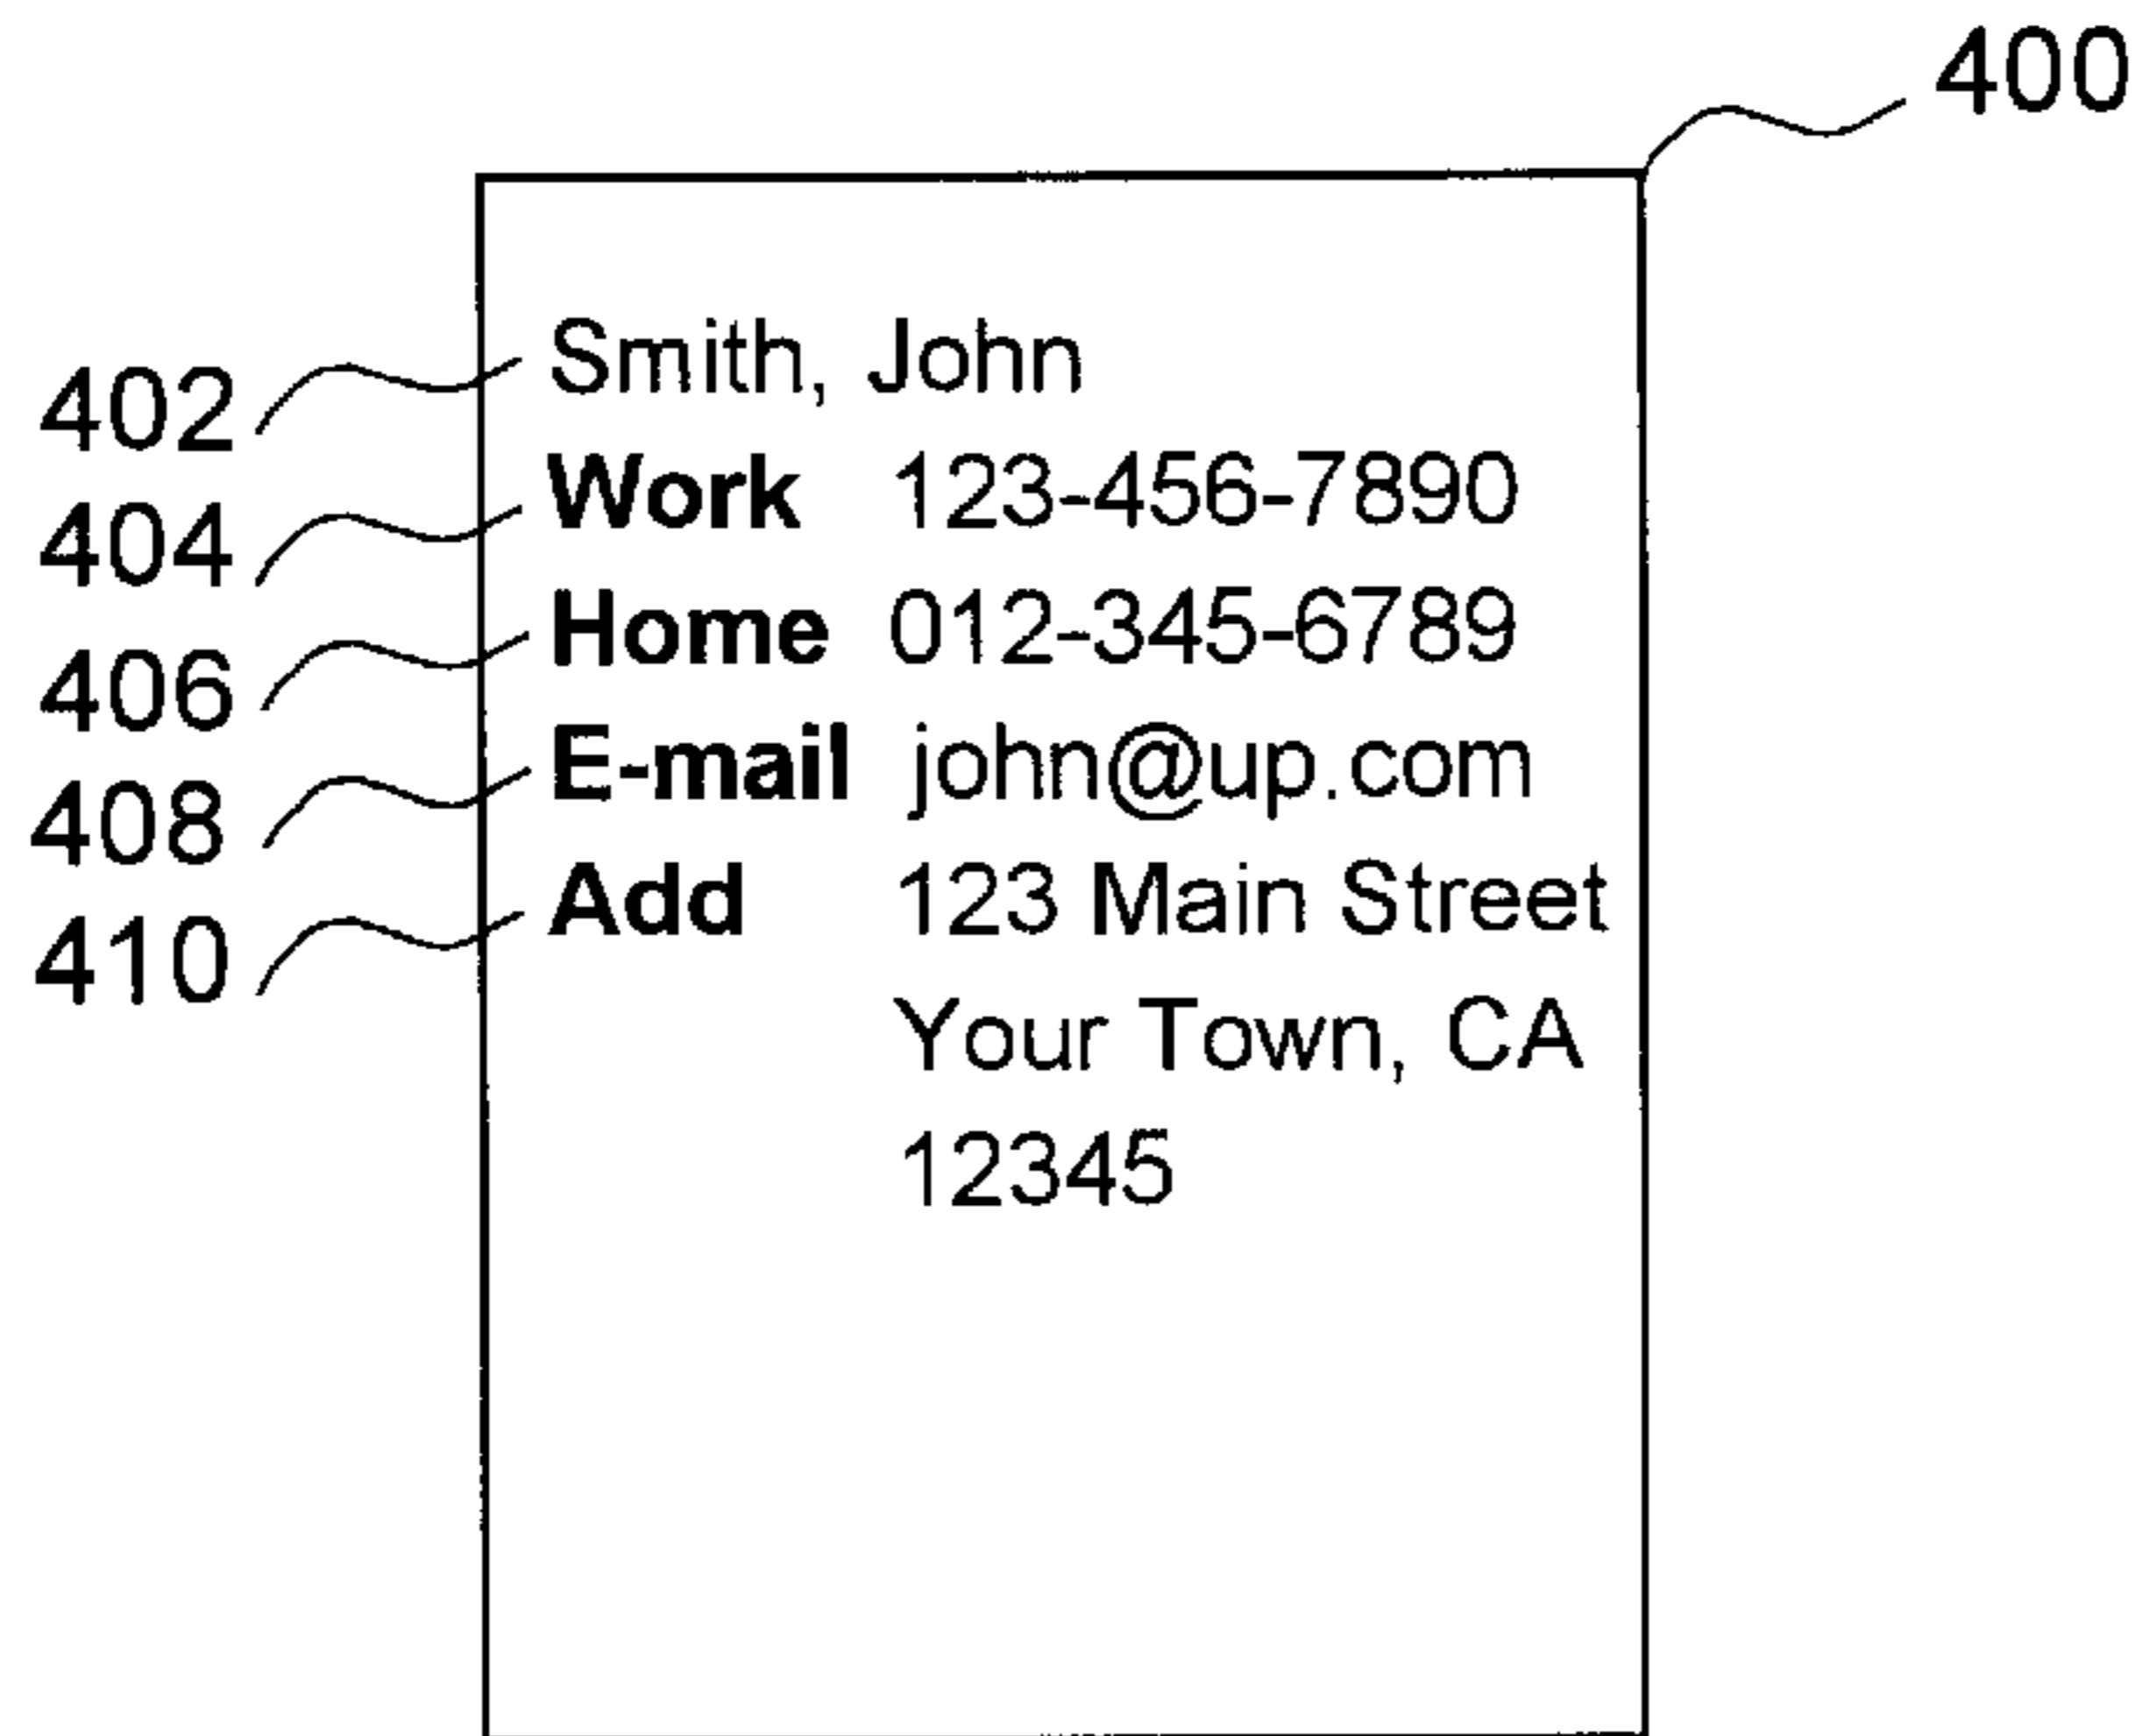 400
402 Smith, John
404 Work 123-456-7890
406 Home 012-345-6789
408 E-mail john@up.com
410 Add 123 Main Street
Your Town, CA
12345